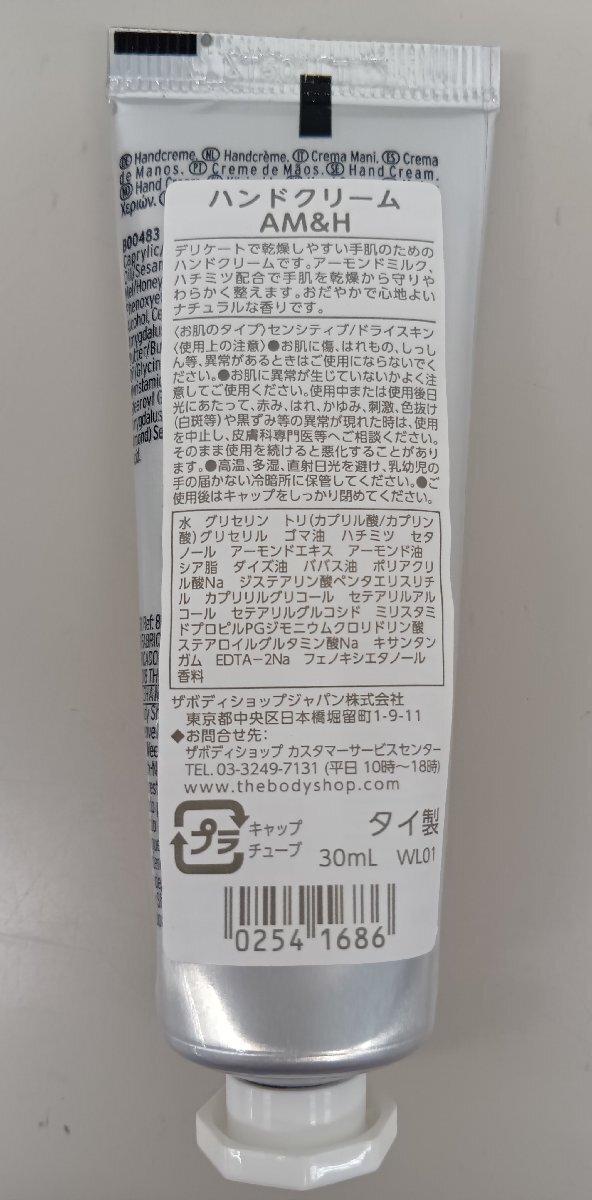 DE Handcreme. NL Handcrème. IT Crema Mani. ES Crema
de Manos. PT Creme de Mãos. SE Hand Cream.
NO Hand
Χεριών.
B00483
Caprylic/
ハンドクリーム
AM&H
デリケートで乾燥しやすい手肌のための
ハンドクリームです。アーモンドミルク、
ハチミツ配合で手肌を乾燥から守りや
わらかく整えます。おだやかで心地よい
ナチュラルな香りです。
〈お肌のタイプ〉センシティブ/ドライスキン
〈使用上の注意〉●お肌に傷、はれもの、しっし
ん等、異常があるときはご使用にならないでく
ださい。●お肌に異常が生じていないかよく注
意してご使用ください。使用中または使用後日
光にあたって、赤み、はれ、かゆみ、刺激、色抜け
(白斑等)や黒ずみ等の異常が現れた時は、使用
を中止し、皮膚科専門医等へご相談ください。
そのまま使用を続けると悪化することがあり
ます。●高温、多湿、直射日光を避け、乳幼児の
手の届かない冷暗所に保管してください。●ご
使用後はキャップをしっかり閉めてください。
水 グリセリン トリ(カプリル酸/カプリン
酸)グリセリル ゴマ油 ハチミツ セタ
ノール アーモンドエキス アーモンド油
シア脂 ダイズ油 ババス油 ポリアクリ
ル酸Na ジステアリン酸ペンタエリスリチ
ル カプリリルグリコール セテアリルアル
コール セテアリルグルコシド ミリスタミ
ドプロピルPGジモニウムクロリドリン酸
ステアロイルグルタミン酸Na キサンタン
ガム EDTA-2Na フェノキシエタノール
香料
ザボディショップジャパン株式会社
東京都中央区日本橋堀留町1-9-11
◆お問合せ先:
ザボディショップ カスタマーサービスセンター
TEL. 03-3249-7131 (平日 10時～18時)
www.thebodyshop.com
プラ
キャップ
チューブ
タイ製
30mL WL01
0254 1686